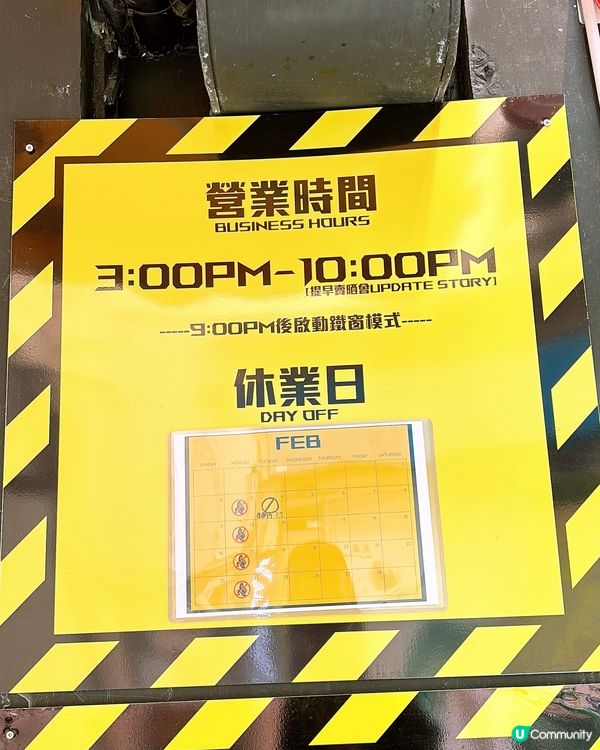 營業時間
BUSINESS HOURS
3:00PM-10:00PM
(提早賣晒會UPDATE STORY)
-----9:00PM後啟動鐵窗模式-----
休業日
DAY OFF
FEB
SUNDAY MONDAY TUESDAY WEDNESDAY THURSDAY FRIDAY SATURDAY
U Community